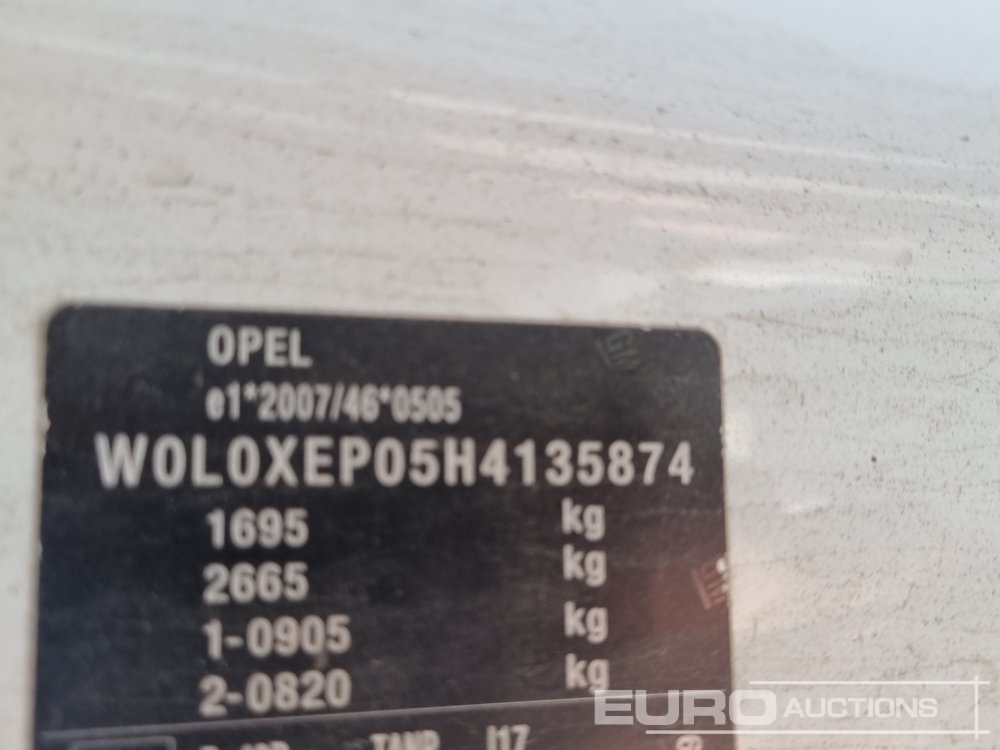 OPEL
e1*2007/46*0505
W0L0XEP05H4135874
1695 kg
2665 kg
1-0905 kg
2-0820 kg
EURO AUCTIONS